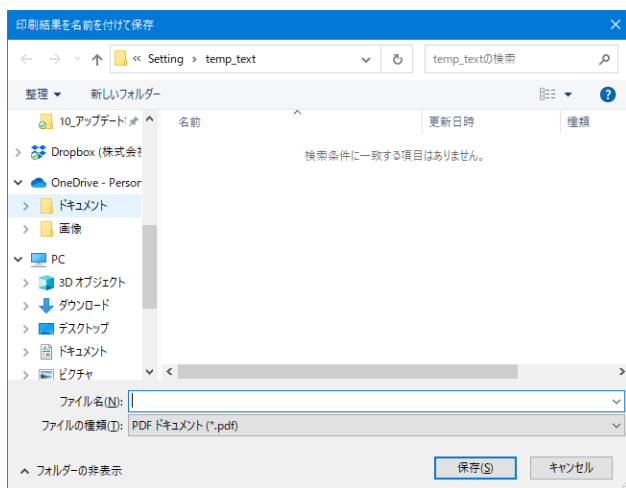 印刷結果を名前を付けて保存
« Setting › temp_text
temp_textの検索
整理
新しいフォルダー
名前
更新日時
種類
検索条件に一致する項目はありません。
10_アップデート
Dropbox (株式会社
OneDrive - Person
ドキュメント
画像
PC
3D オブジェクト
ダウンロード
デスクトップ
ドキュメント
ピクチャ
ファイル名(N):
ファイルの種類(T): PDF ドキュメント (*.pdf)
フォルダーの非表示
保存(S)
キャンセル